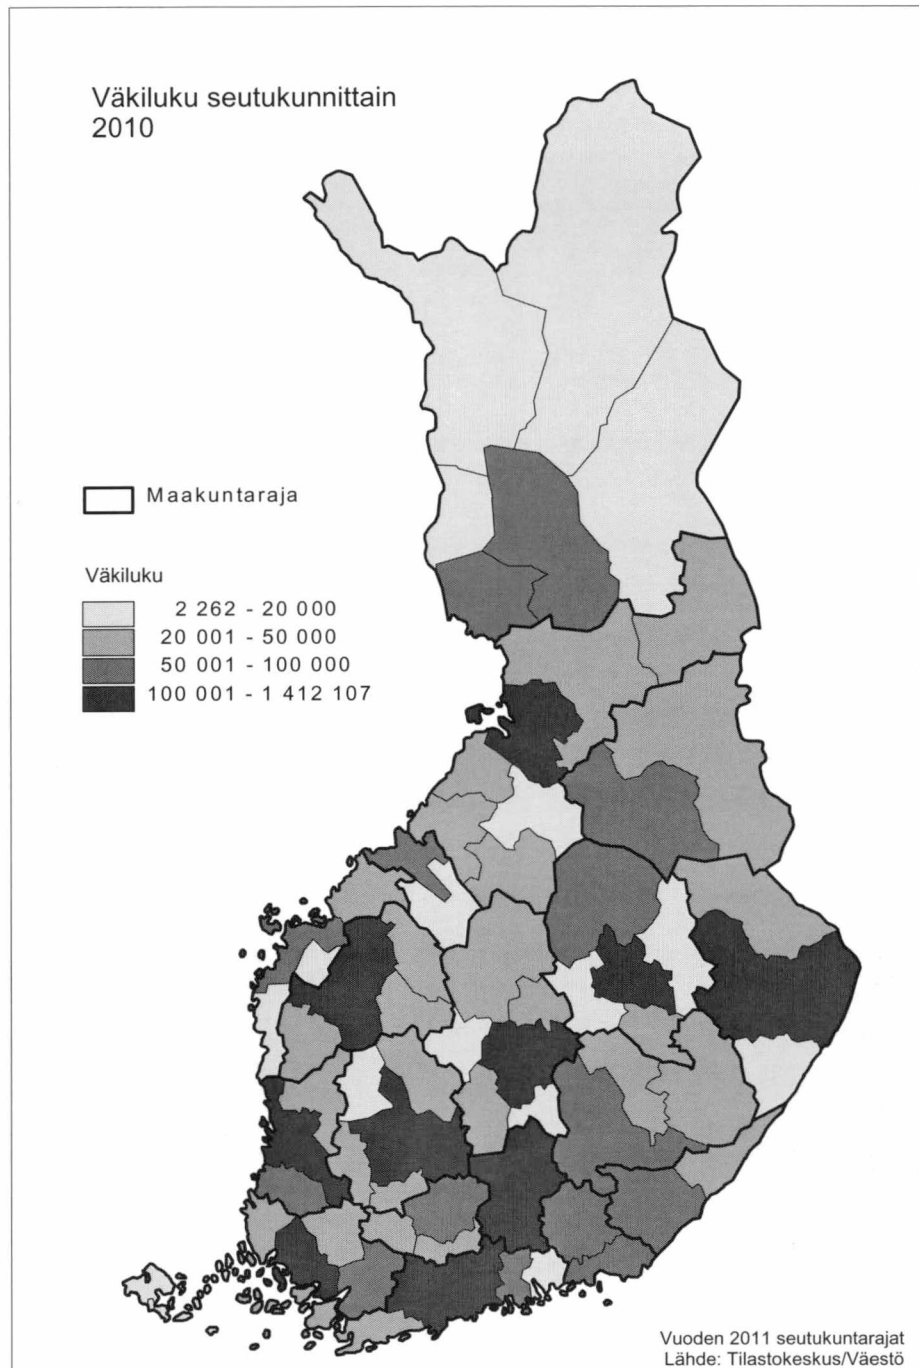 Väkiluku seutukunnittain
2010
Maakuntaraja
Väkiluku
2 262 - 20 000
20 001 - 50 000
50 001 - 100 000
100 001 - 1 412 107
Vuoden 2011 seutukuntarajat
Lähde: Tilastokeskus/Väestö